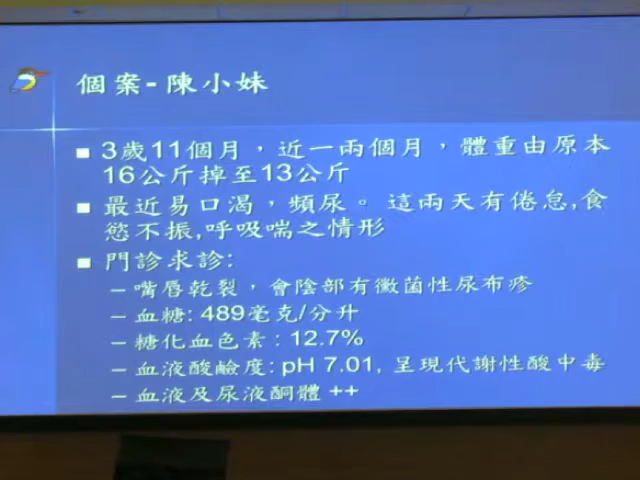 個案-陳小妹
3歲11個月，近一兩個月，體重由原本
16公斤掉至13公斤
最近易口渴，頻尿。這兩天有倦怠,食
慾不振,呼吸喘之情形
門診求診:
–嘴唇乾裂，會陰部有黴菌性尿布疹
–血糖: 489毫克/分升
–糖化血色素：12.7%
–血液酸鹼度: pH 7.01, 呈現代謝性酸中毒
–血液及尿液酮體 ++